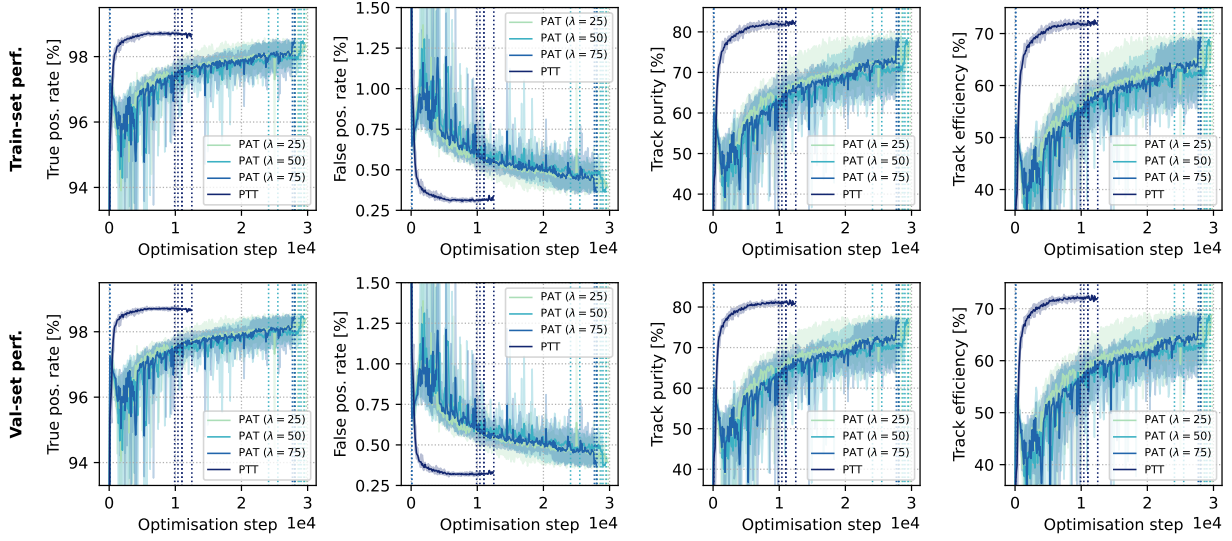 Train-set perf.
True pos. rate [%]
98
96
94
0
1
2
3
Optimisation step
1e4
PAT (λ = 25)
PAT (λ = 50)
PAT (λ = 75)
PTT
False pos. rate [%]
1.50
1.25
1.00
0.75
0.50
0.25
0
1
2
3
Optimisation step
1e4
PAT (λ = 25)
PAT (λ = 50)
PAT (λ = 75)
PTT
Track purity [%]
80
70
60
50
40
0
1
2
3
Optimisation step
1e4
PAT (λ = 25)
PAT (λ = 50)
PAT (λ = 75)
PTT
Track efficiency [%]
70
60
50
40
0
1
2
3
Optimisation step
1e4
PAT (λ = 25)
PAT (λ = 50)
PAT (λ = 75)
PTT
Val-set perf.
True pos. rate [%]
98
96
94
0
1
2
3
Optimisation step
1e4
PAT (λ = 25)
PAT (λ = 50)
PAT (λ = 75)
PTT
False pos. rate [%]
1.50
1.25
1.00
0.75
0.50
0.25
0
1
2
3
Optimisation step
1e4
PAT (λ = 25)
PAT (λ = 50)
PAT (λ = 75)
PTT
Track purity [%]
80
70
60
50
40
0
1
2
3
Optimisation step
1e4
PAT (λ = 25)
PAT (λ = 50)
PAT (λ = 75)
PTT
Track efficiency [%]
70
60
50
40
0
1
2
3
Optimisation step
1e4
PAT (λ = 25)
PAT (λ = 50)
PAT (λ = 75)
PTT